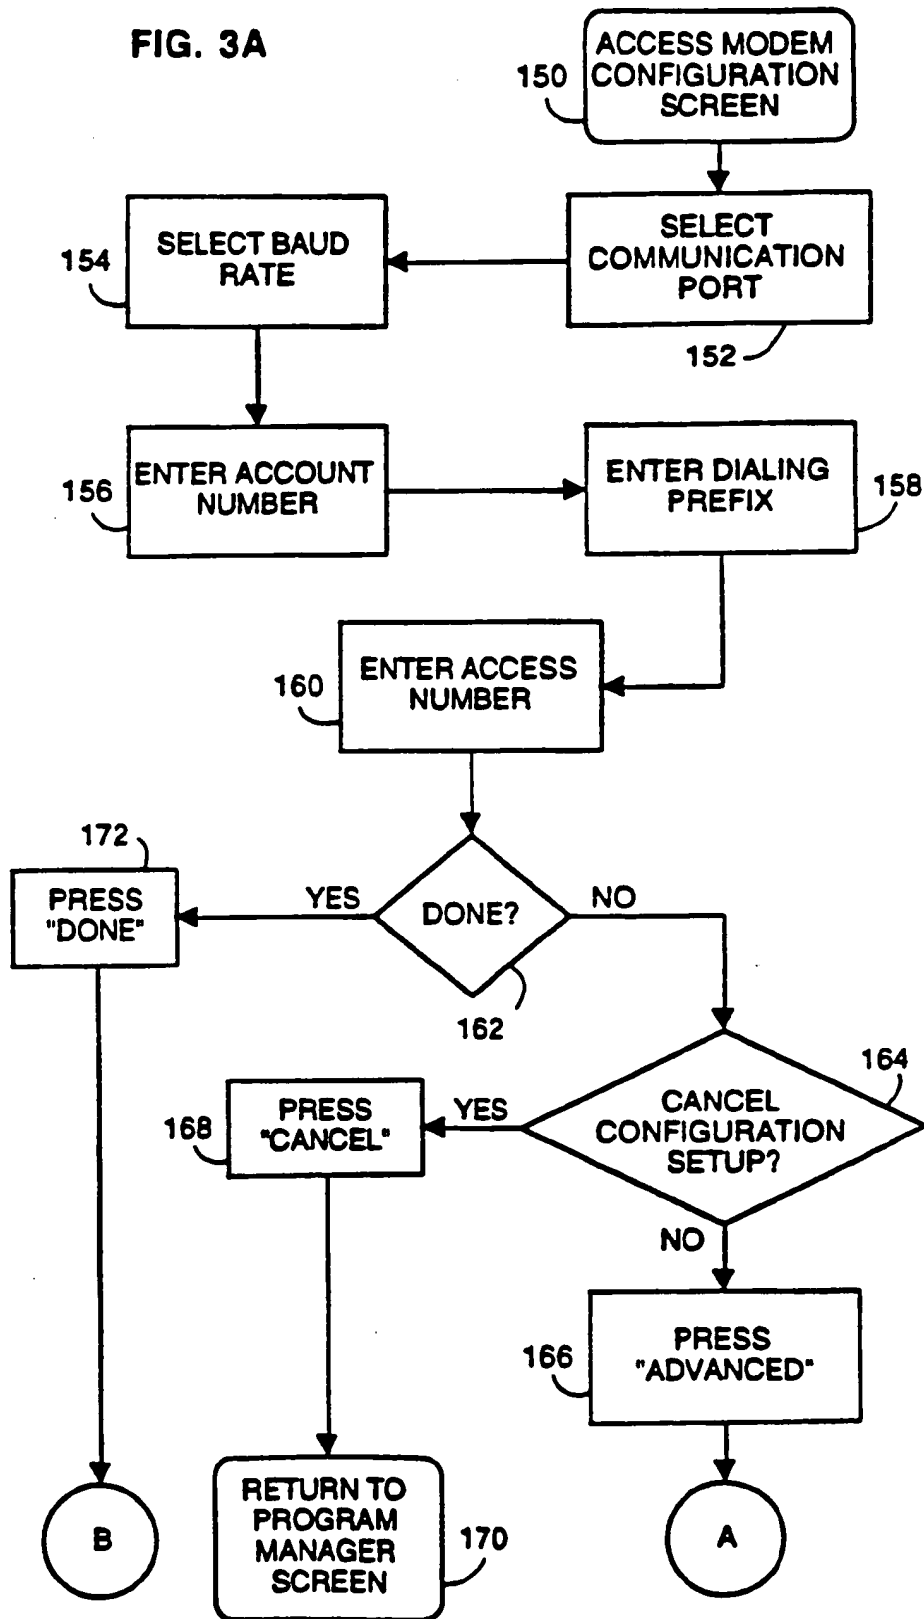 FIG. 3A
ACCESS MODEM
CONFIGURATION
SCREEN
150
SELECT
COMMUNICATION
PORT
152
SELECT BAUD
RATE
154
ENTER ACCOUNT
NUMBER
156
ENTER DIALING
PREFIX
158
ENTER ACCESS
NUMBER
160
DONE?
162
YES
NO
172
PRESS
"DONE"
164
CANCEL
CONFIGURATION
SETUP?
YES
NO
168
PRESS
"CANCEL"
166
PRESS
"ADVANCED"
B
RETURN TO
PROGRAM
MANAGER
SCREEN
170
A